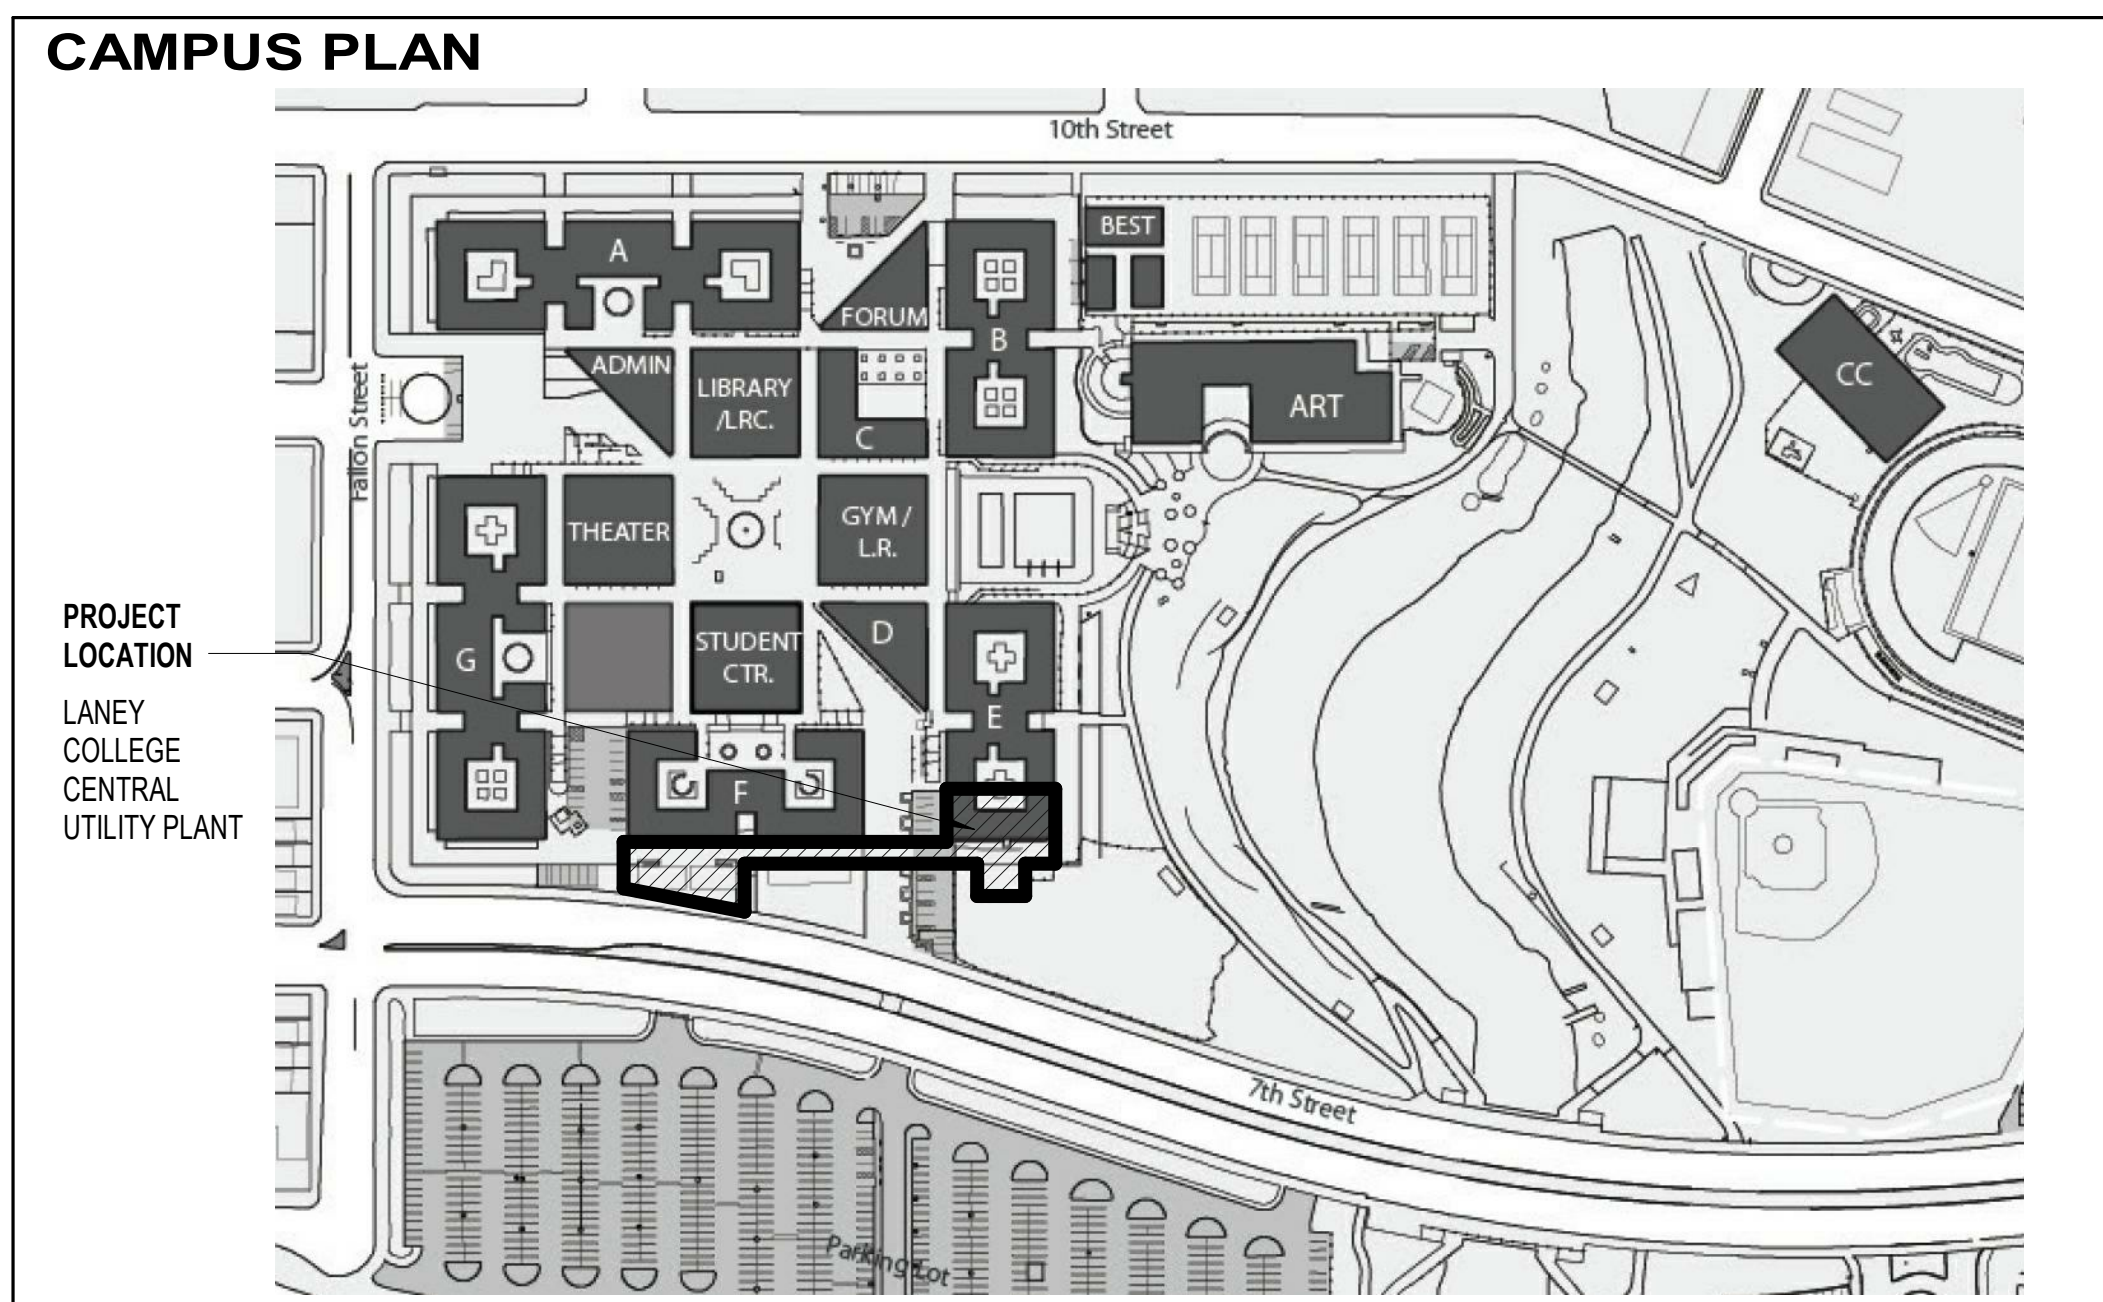 CAMPUS PLAN
10th Street
BEST
A
FORUM
B
ADMIN
LIBRARY
/LRC.
C
ART
CC
Fallon Street
THEATER
GYM /
L.R.
PROJECT
LOCATION
LANEY
COLLEGE
CENTRAL
UTILITY PLANT
G
STUDENT
CTR.
D
E
F
7th Street
Parking Lot